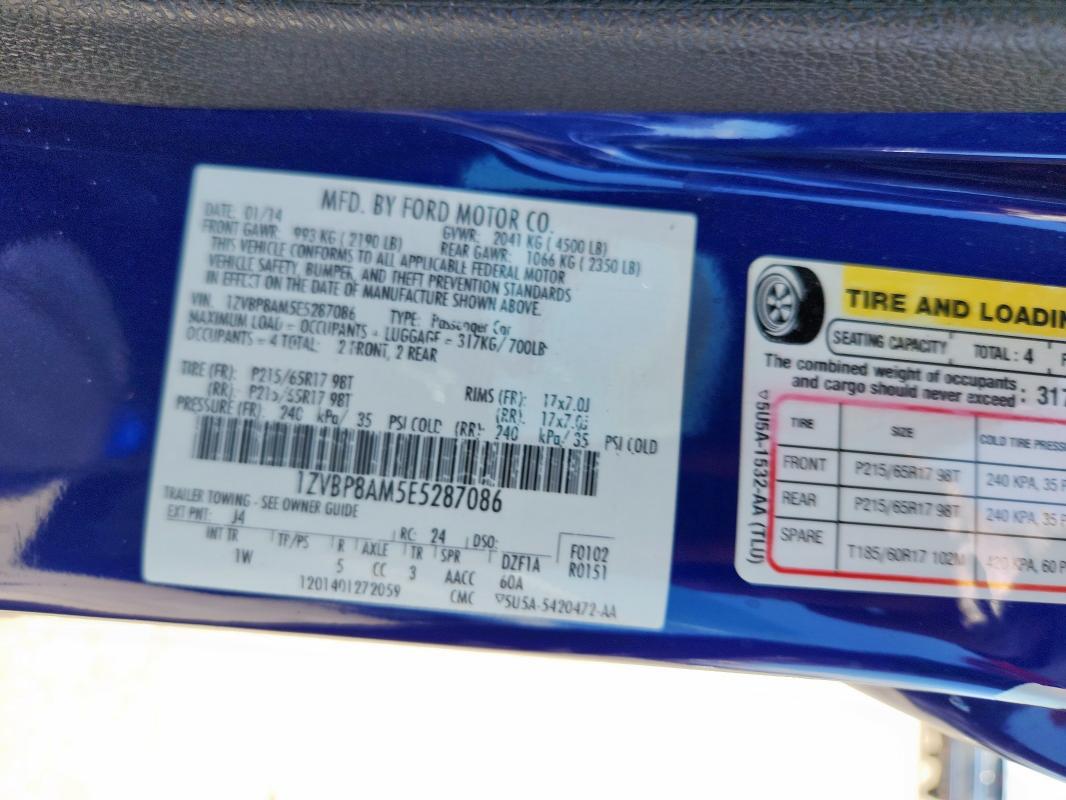 MFD. BY FORD MOTOR CO.
DATE: 01/14 GVWR: 2041 KG ( 4500 LB)
FRONT GAWR: 993 KG ( 2190 LB) REAR GAWR: 1066 KG ( 2350 LB)
THIS VEHICLE CONFORMS TO ALL APPLICABLE FEDERAL MOTOR
VEHICLE SAFETY, BUMPER, AND THEFT PREVENTION STANDARDS
IN EFFECT ON THE DATE OF MANUFACTURE SHOWN ABOVE.
VIN: 1ZVBP8AM5E5287086 TYPE: Passenger Car
MAXIMUM LOAD = OCCUPANTS + LUGGAGE = 317KG/700LB
OCCUPANTS = 4 TOTAL: 2 FRONT, 2 REAR
TIRE (FR): P215/65R17 98T RIMS (FR): 17x7.0J
(RR): P215/65R17 98T (RR): 17x7.0J
PRESSURE (FR): 240 kPa/ 35 PSI COLD (RR): 240 kPa/ 35 PSI COLD
1ZVBP8AM5E5287086
TRAILER TOWING - SEE OWNER GUIDE
EXT PNT: J4 RC: 24 DSO: F0102
INT TR TP/PS R AXLE TR SPR DZF1A R0151
1W 5 CC 3 AACC 60A
1201401272059 CMC ▽5U5A-5420472-AA
TIRE AND LOADIN
SEATING CAPACITY TOTAL : 4 F
The combined weight of occupants
and cargo should never exceed : 317
TIRE SIZE COLD TIRE PRESS
FRONT P215/65R17 98T 240 KPA, 35 P
REAR P215/65R17 98T 240 KPA, 35 P
SPARE T185/60R17 102M 420 KPA, 60 P
▽5U5A-1532-AA (TLU)